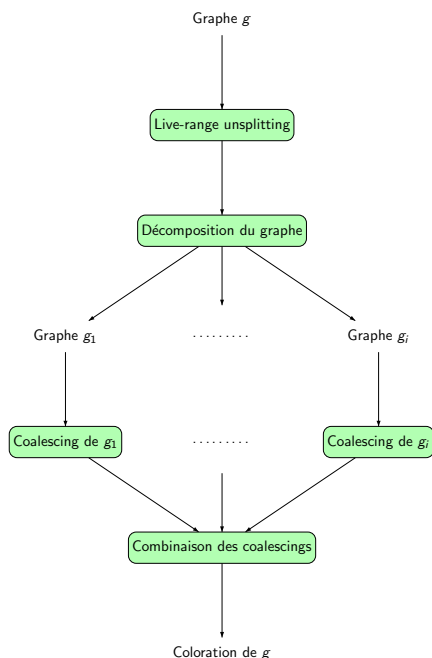 Graphe g
Live-range unsplitting
Décomposition du graphe
Graphe g₁ ......... Graphe gᵢ
Coalescing de g₁ ......... Coalescing de gᵢ
Combinaison des coalescings
Coloration de g